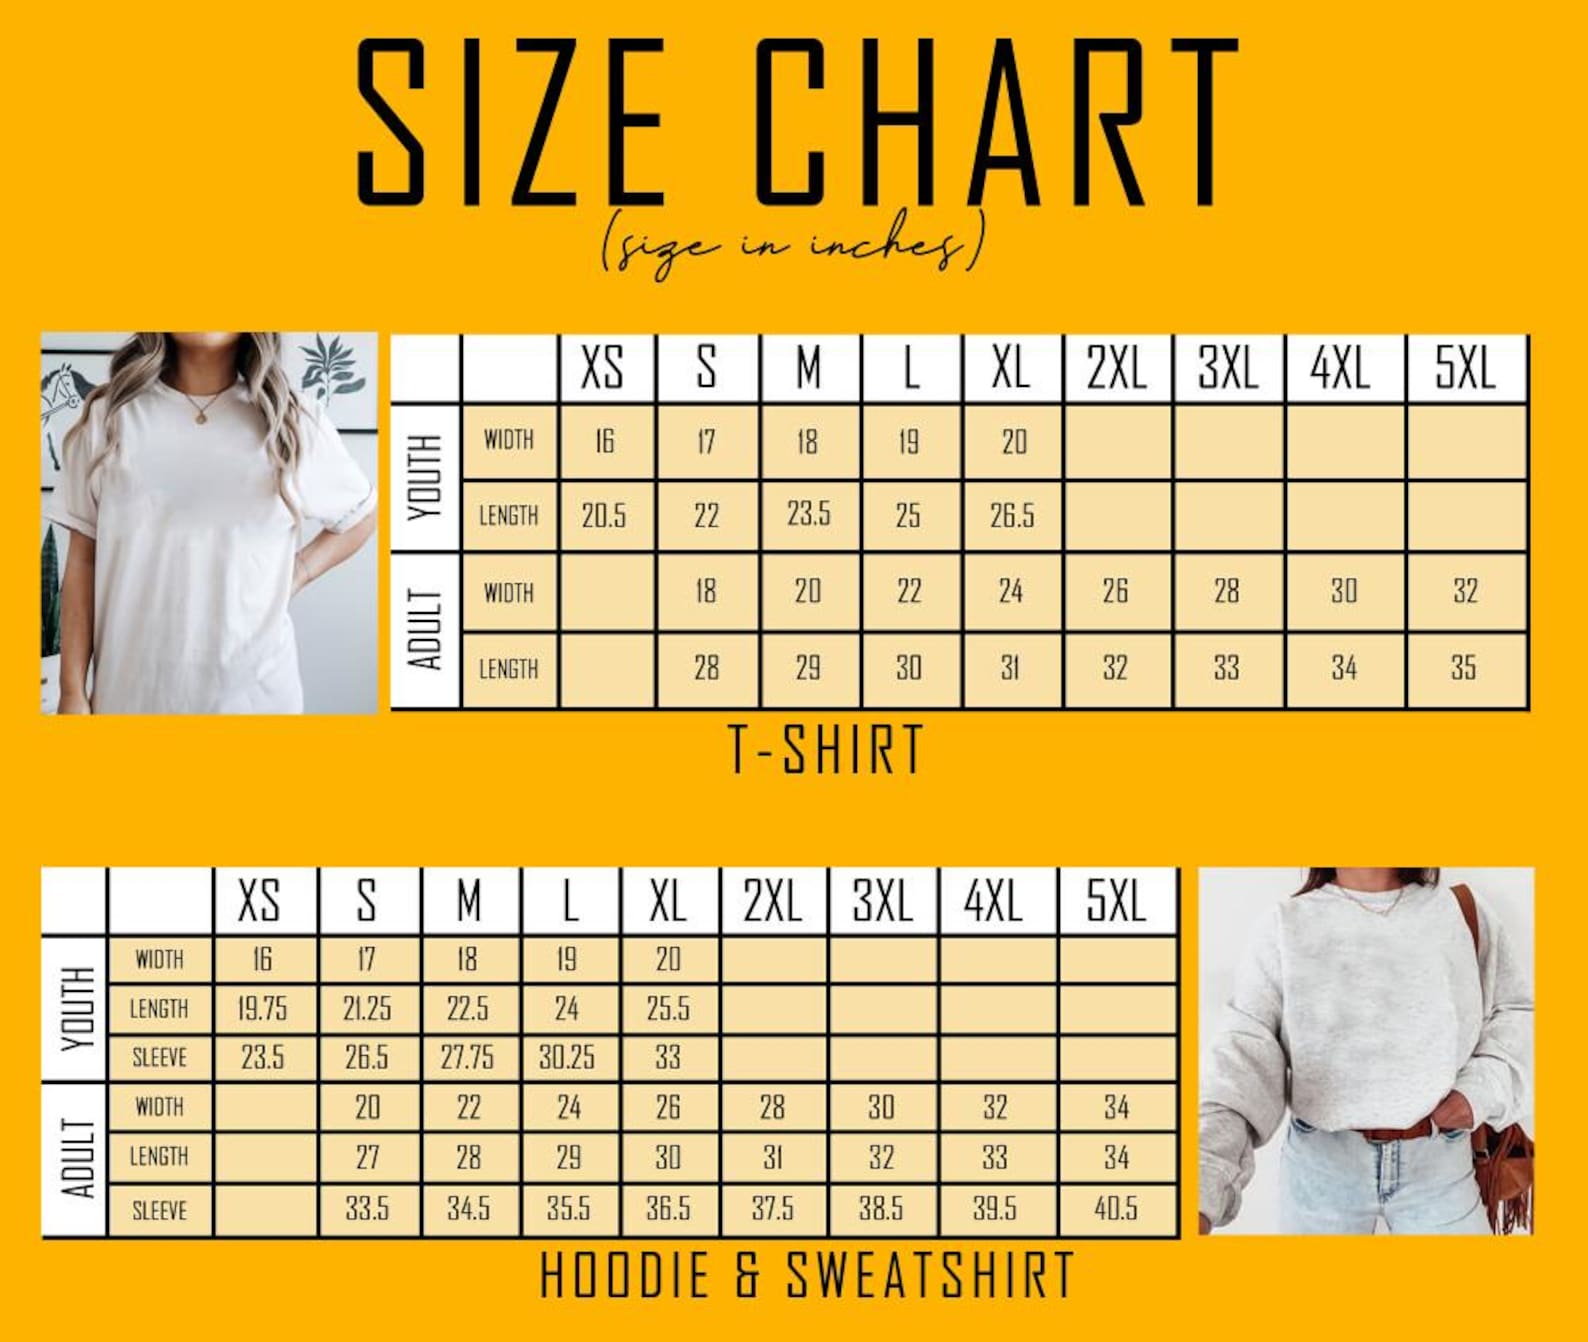 SIZE CHART
(size in inches)
XS S M L XL 2XL 3XL 4XL 5XL
YOUTH
WIDTH 16 17 18 19 20
LENGTH 20.5 22 23.5 25 26.5
ADULT
WIDTH 18 20 22 24 26 28 30 32
LENGTH 28 29 30 31 32 33 34 35
T-SHIRT
XS S M L XL 2XL 3XL 4XL 5XL
YOUTH
WIDTH 16 17 18 19 20
LENGTH 19.75 21.25 22.5 24 25.5
SLEEVE 23.5 26.5 27.75 30.25 33
ADULT
WIDTH 20 22 24 26 28 30 32 34
LENGTH 27 28 29 30 31 32 33 34
SLEEVE 33.5 34.5 35.5 36.5 37.5 38.5 39.5 40.5
HOODIE & SWEATSHIRT